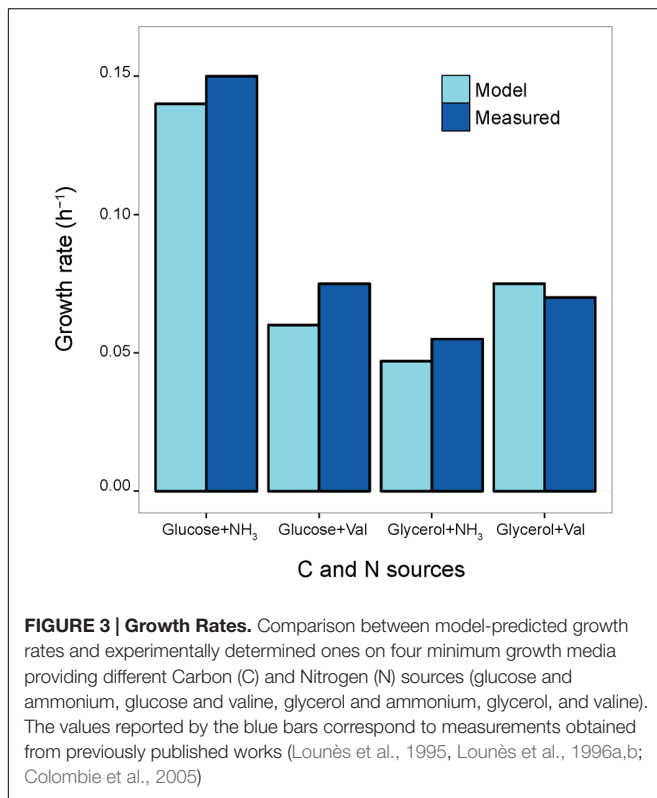 0.15
0.10
0.05
0.00
Growth rate (h⁻¹)
Model
Measured
Glucose+NH₃ Glucose+Val Glycerol+NH₃ Glycerol+Val
C and N sources
FIGURE 3 | Growth Rates. Comparison between model-predicted growth
rates and experimentally determined ones on four minimum growth media
providing different Carbon (C) and Nitrogen (N) sources (glucose and
ammonium, glucose and valine, glycerol and ammonium, glycerol, and valine).
The values reported by the blue bars correspond to measurements obtained
from previously published works (Lounès et al., 1995, Lounès et al., 1996a,b;
Colombie et al., 2005)